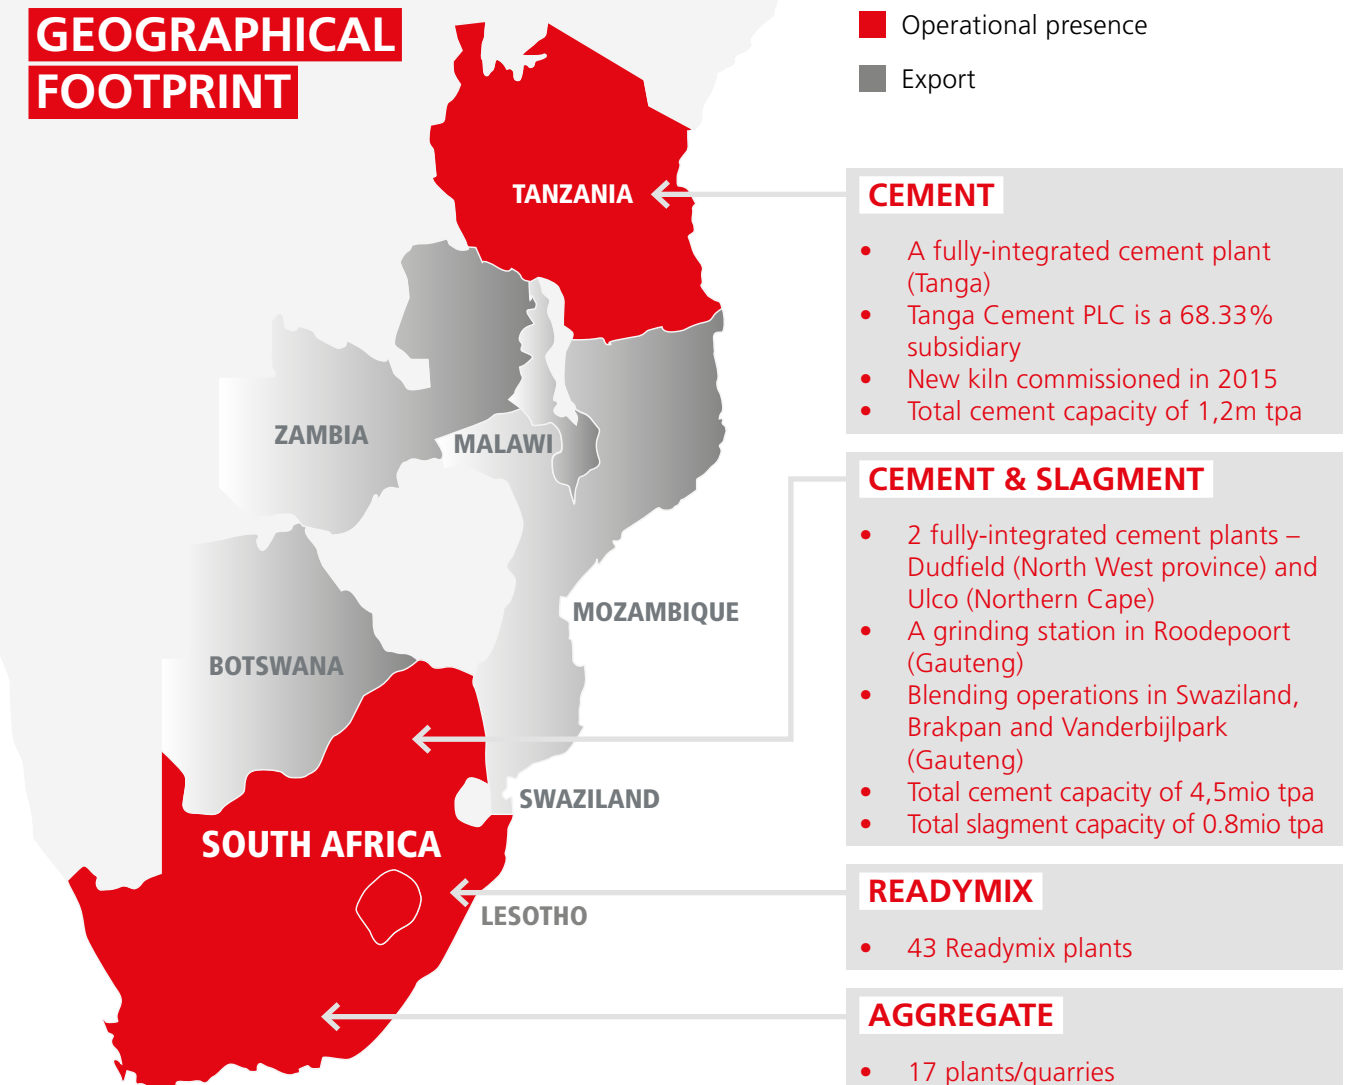 GEOGRAPHICAL
FOOTPRINT
Operational presence
Export
TANZANIA
ZAMBIA
MALAWI
MOZAMBIQUE
BOTSWANA
SWAZILAND
SOUTH AFRICA
LESOTHO
CEMENT
• A fully-integrated cement plant
(Tanga)
• Tanga Cement PLC is a 68.33%
subsidiary
• New kiln commissioned in 2015
• Total cement capacity of 1,2m tpa
CEMENT & SLAGMENT
• 2 fully-integrated cement plants –
Dudfield (North West province) and
Ulco (Northern Cape)
• A grinding station in Roodepoort
(Gauteng)
• Blending operations in Swaziland,
Brakpan and Vanderbijlpark
(Gauteng)
• Total cement capacity of 4,5mio tpa
• Total slagment capacity of 0.8mio tpa
READYMIX
• 43 Readymix plants
AGGREGATE
• 17 plants/quarries